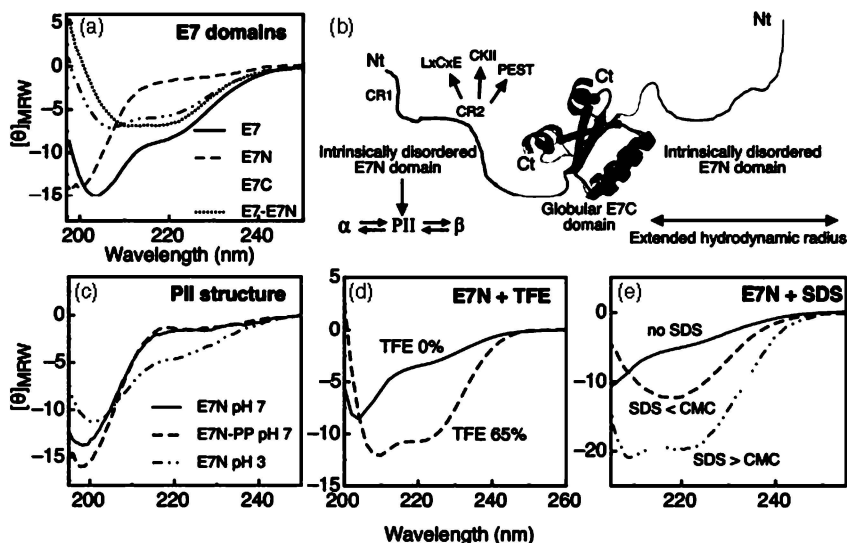 (a)
E7 domains
5
0
−5
−10
−15
[θ]MRW
E7
E7N
E7C
E7-E7N
200
220
240
Wavelength (nm)
(b)
Nt
CR1
LxCxE
CKII
PEST
CR2
Ct
Ct
Nt
Intrinsically disordered
E7N domain
α ⇌ PII ⇌ β
Globular E7C
domain
Intrinsically disordered
E7N domain
Extended hydrodynamic radius
(c)
PII structure
0
−5
−10
−15
[θ]MRW
E7N pH 7
E7N-PP pH 7
E7N pH 3
200
220
240
(d)
E7N + TFE
0
−5
−10
−15
TFE 0%
TFE 65%
200
220
240
260
(e)
E7N + SDS
0
−10
−20
no SDS
SDS < CMC
SDS > CMC
220
240
Wavelength (nm)